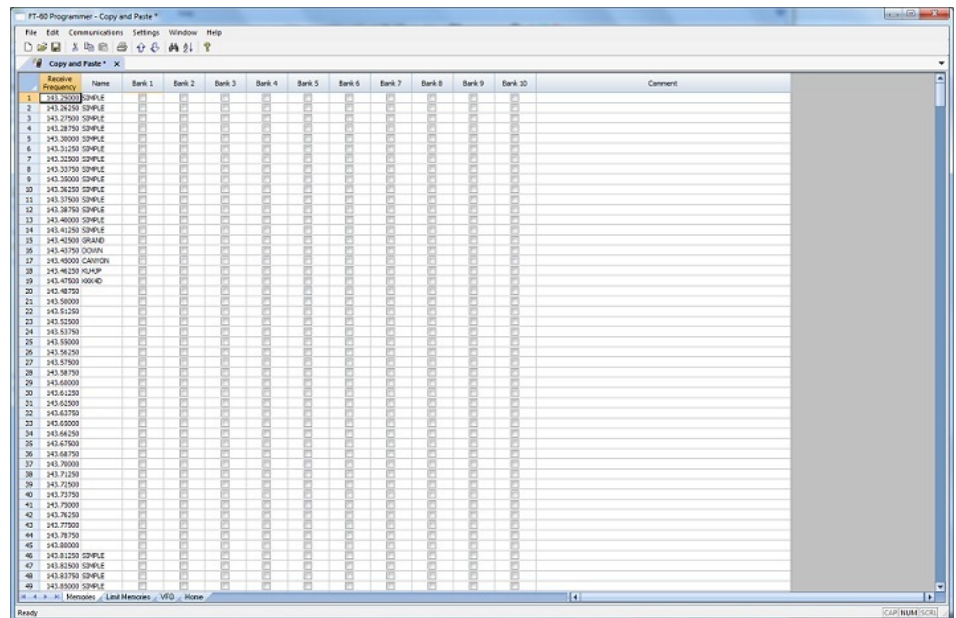 FT-60 Programmer - Copy and Paste *
File Edit Communications Settings Window Help
Copy and Paste * x
Receive Frequency Name Bank 1 Bank 2 Bank 3 Bank 4 Bank 5 Bank 6 Bank 7 Bank 8 Bank 9 Bank 10 Comment
1 143.25000 SIMPLE
2 143.26250 SIMPLE
3 143.27500 SIMPLE
4 143.28750 SIMPLE
5 143.30000 SIMPLE
6 143.31250 SIMPLE
7 143.32500 SIMPLE
8 143.33750 SIMPLE
9 143.35000 SIMPLE
10 143.36250 SIMPLE
11 143.37500 SIMPLE
12 143.38750 SIMPLE
13 143.40000 SIMPLE
14 143.41250 SIMPLE
15 143.42500 GRAND
16 143.43750 DOWN
17 143.45000 CANYON
18 143.46250
19 143.47500
20 143.48750
21 143.50000
22 143.51250
23 143.52500
24 143.53750
25 143.55000
26 143.56250
27 143.57500
28 143.58750
29 143.60000
30 143.61250
31 143.62500
32 143.63750
33 143.65000
34 143.66250
35 143.67500
36 143.68750
37 143.70000
38 143.71250
39 143.72500
40 143.73750
41 143.75000
42 143.76250
43 143.77500
44 143.78750
45 143.80000
46 143.81250 SIMPLE
47 143.82500 SIMPLE
48 143.83750 SIMPLE
49 143.85000 SIMPLE
Memories Limit Memories VFO Home
Ready CAP NUM SCRL